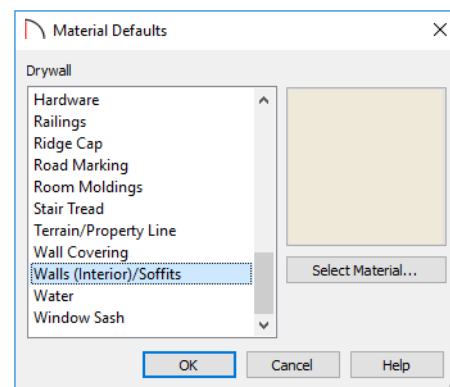 Material Defaults
Drywall
Hardware
Railings
Ridge Cap
Road Marking
Room Moldings
Stair Tread
Terrain/Property Line
Wall Covering
Walls (Interior)/Soffits
Water
Window Sash
Select Material...
OK
Cancel
Help